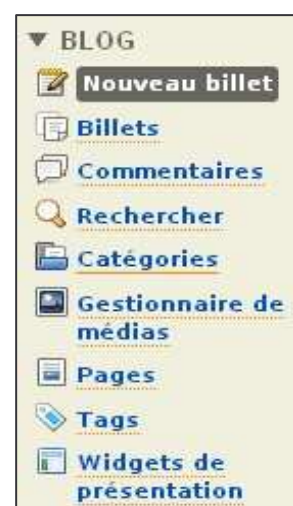 BLOG
Nouveau billet
Billets
Commentaires
Rechercher
Catégories
Gestionnaire de
médias
Pages
Tags
Widgets de
présentation